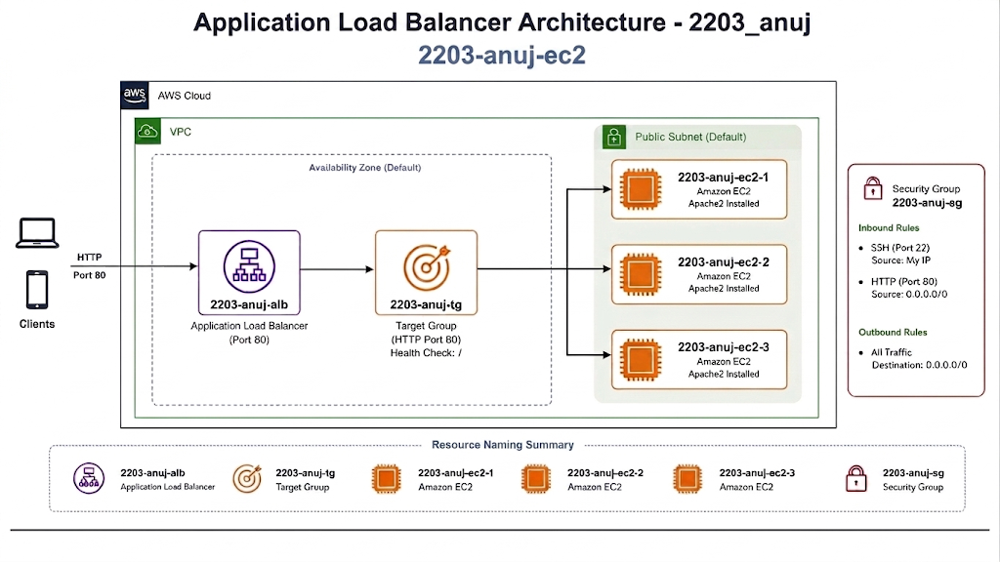 Application Load Balancer Architecture - 2203_anuj
2203-anuj-ec2
aws
AWS Cloud
VPC
Availability Zone (Default)
Public Subnet (Default)
2203-anuj-ec2-1
Amazon EC2
Apache2 Installed
2203-anuj-ec2-2
Amazon EC2
Apache2 Installed
2203-anuj-ec2-3
Amazon EC2
Apache2 Installed
HTTP
Port 80
Clients
2203-anuj-alb
Application Load Balancer
(Port 80)
2203-anuj-tg
Target Group
(HTTP Port 80)
Health Check: /
Security Group
2203-anuj-sg
Inbound Rules
• SSH (Port 22)
Source: My IP
• HTTP (Port 80)
Source: 0.0.0.0/0
Outbound Rules
• All Traffic
Destination: 0.0.0.0/0
Resource Naming Summary
2203-anuj-alb
Application Load Balancer
2203-anuj-tg
Target Group
2203-anuj-ec2-1
Amazon EC2
2203-anuj-ec2-2
Amazon EC2
2203-anuj-ec2-3
Amazon EC2
2203-anuj-sg
Security Group